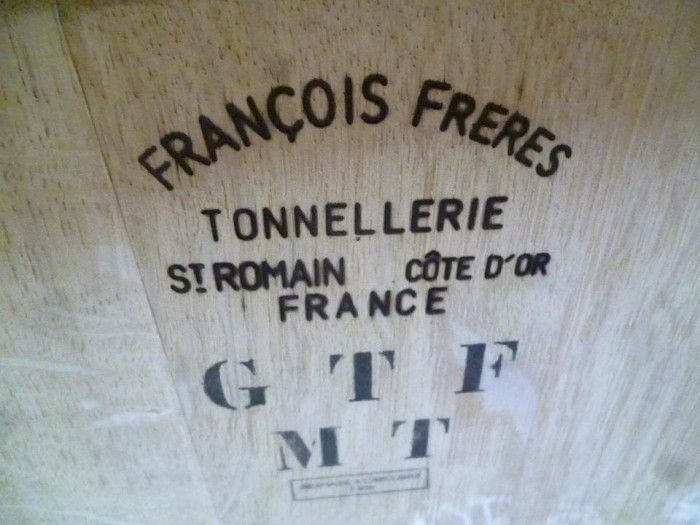 FRANÇOIS FRERES
TONNELLERIE
ST ROMAIN CÔTE D'OR
FRANCE
G T F
M T